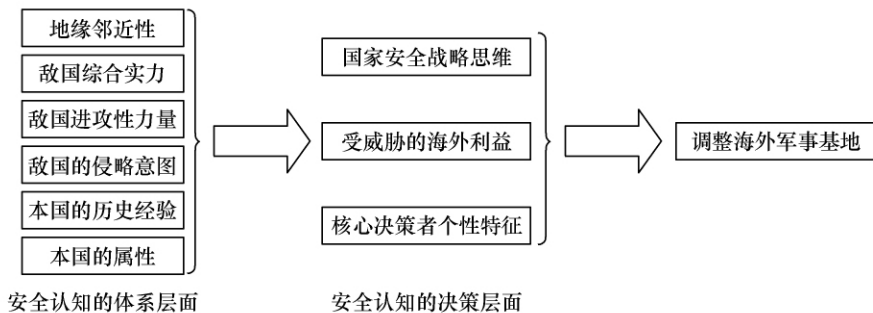 地缘邻近性
敌国综合实力
敌国进攻性力量
敌国的侵略意图
本国的历史经验
本国的属性
安全认知的体系层面
国家安全战略思维
受威胁的海外利益
核心决策者个性特征
安全认知的决策层面
调整海外军事基地